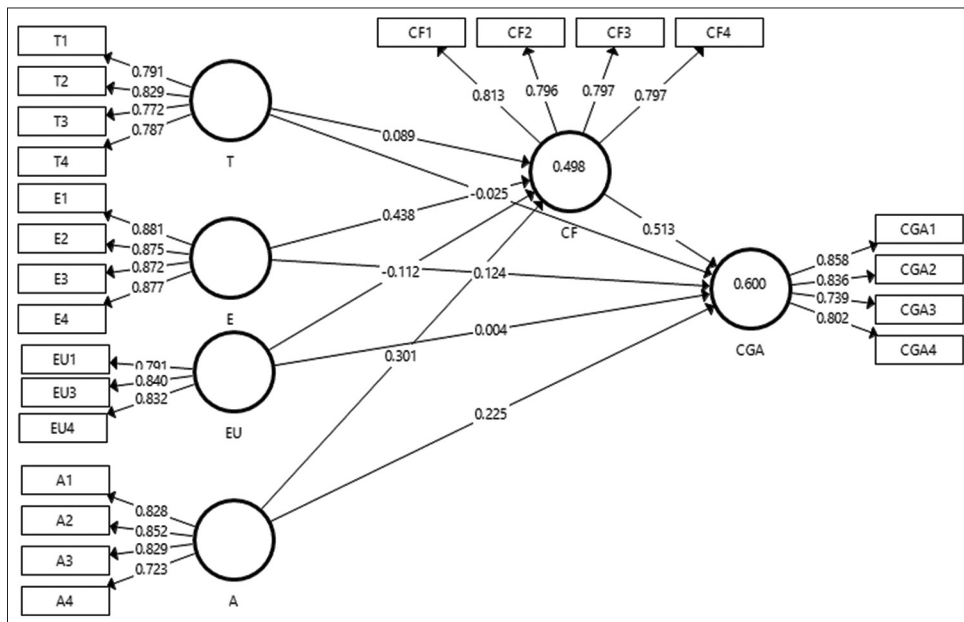 T1
T2
T3
T4
0.791
0.829
0.772
0.787
T
E1
E2
E3
E4
0.881
0.875
0.872
0.877
E
EU1
EU3
EU4
0.791
0.840
0.832
EU
A1
A2
A3
A4
0.828
0.852
0.829
0.723
A
CF1
CF2
CF3
CF4
0.813
0.796
0.797
0.797
0.498
CF
0.089
-0.025
0.438
-0.112
0.124
0.004
0.301
0.225
0.513
0.600
CGA
0.858
0.836
0.739
0.802
CGA1
CGA2
CGA3
CGA4